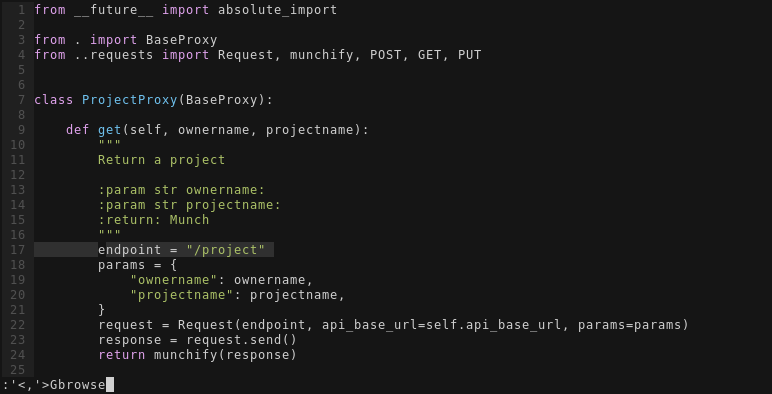 1 from __future__ import absolute_import
2
3 from . import BaseProxy
4 from ..requests import Request, munchify, POST, GET, PUT
5
6
7 class ProjectProxy(BaseProxy):
8
9     def get(self, ownername, projectname):
10         """
11         Return a project
12
13         :param str ownername:
14         :param str projectname:
15         :return: Munch
16         """
17         endpoint = "/project"
18         params = {
19             "ownername": ownername,
20             "projectname": projectname,
21         }
22         request = Request(endpoint, api_base_url=self.api_base_url, params=params)
23         response = request.send()
24         return munchify(response)
25
:'<,'>Gbrowse